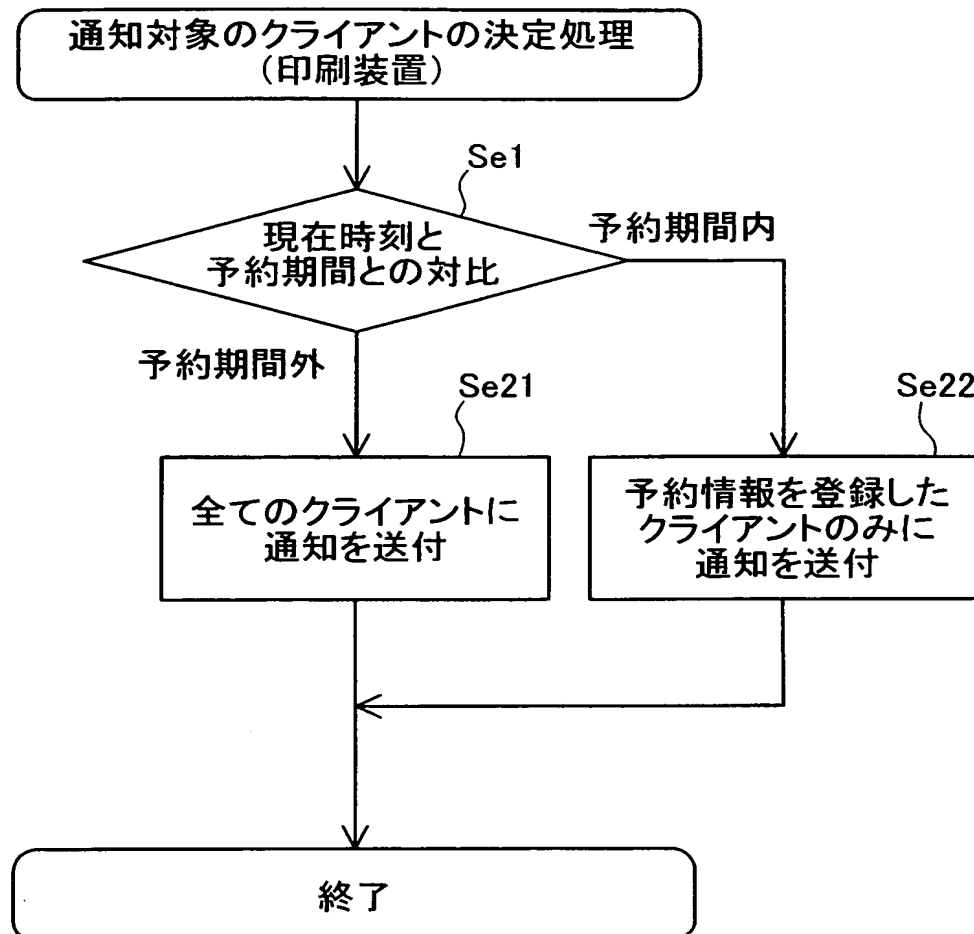 通知対象のクライアントの決定処理
（印刷装置）
Se1
現在時刻と
予約期間との対比
予約期間内
予約期間外
Se21
Se22
全てのクライアントに
通知を送付
予約情報を登録した
クライアントのみに
通知を送付
終了